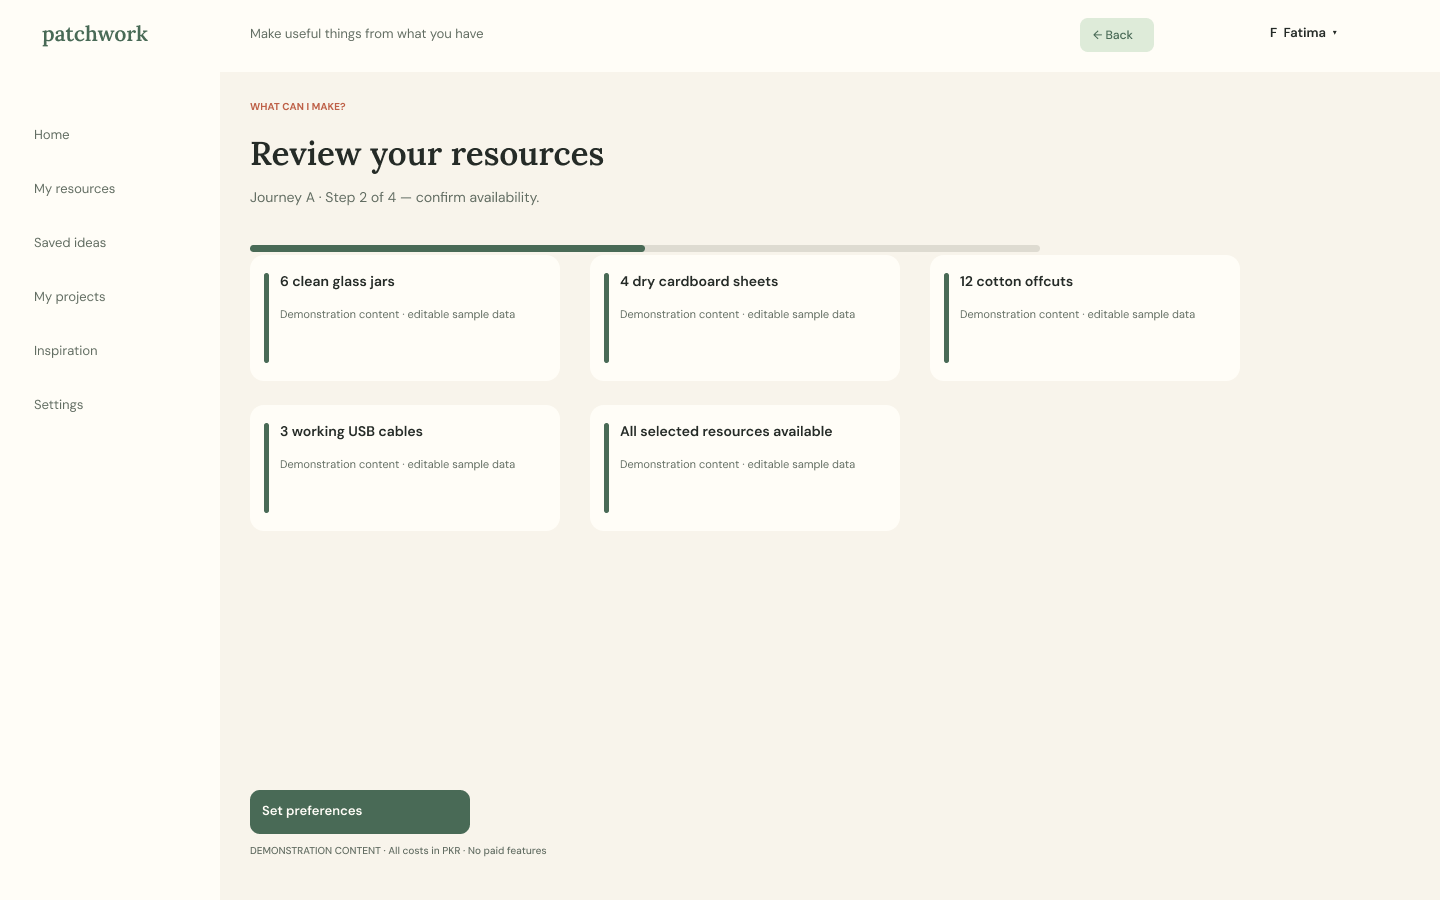 patchwork
Make useful things from what you have
← Back
F Fatima ▾
Home
My resources
Saved ideas
My projects
Inspiration
Settings
WHAT CAN I MAKE?
Review your resources
Journey A · Step 2 of 4 — confirm availability.
6 clean glass jars
Demonstration content · editable sample data
4 dry cardboard sheets
Demonstration content · editable sample data
12 cotton offcuts
Demonstration content · editable sample data
3 working USB cables
Demonstration content · editable sample data
All selected resources available
Demonstration content · editable sample data
Set preferences
DEMONSTRATION CONTENT · All costs in PKR · No paid features